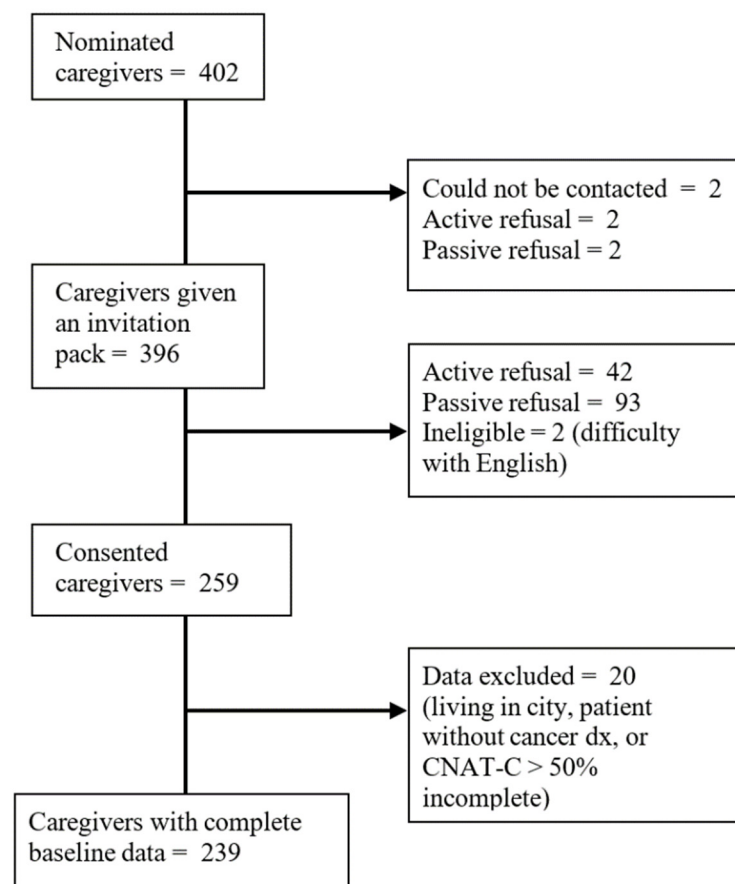 Nominated
caregivers = 402
Could not be contacted = 2
Active refusal = 2
Passive refusal = 2
Caregivers given
an invitation
pack = 396
Active refusal = 42
Passive refusal = 93
Ineligible = 2 (difficulty
with English)
Consented
caregivers = 259
Data excluded = 20
(living in city, patient
without cancer dx, or
CNAT-C > 50%
incomplete)
Caregivers with complete
baseline data = 239